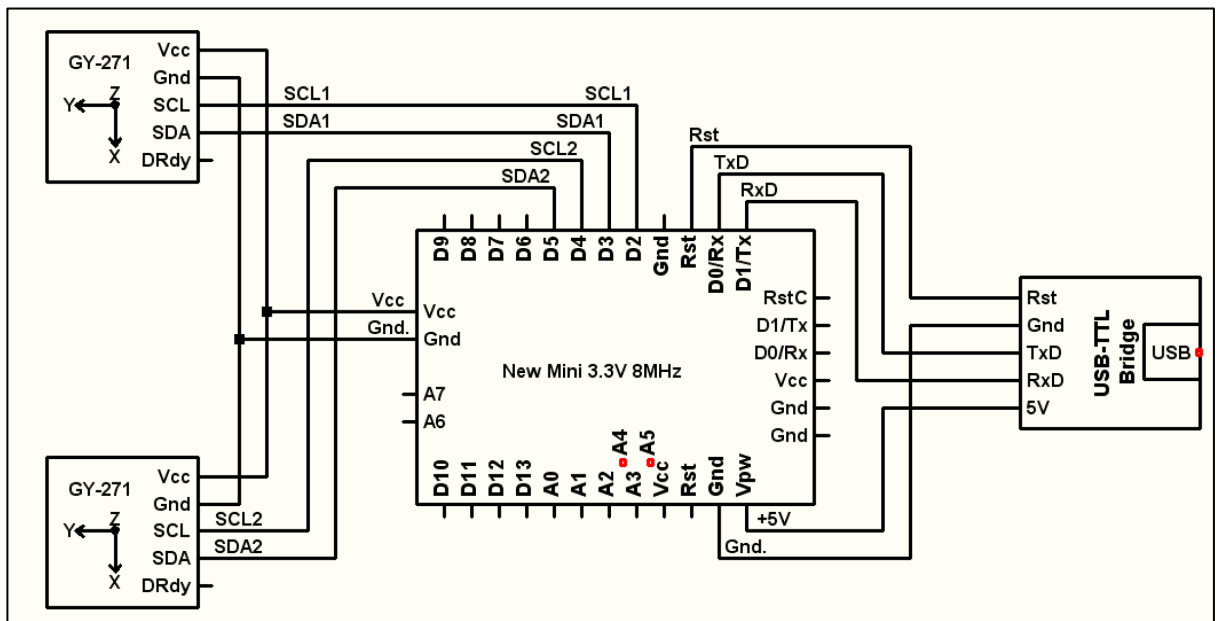 GY-271
Vcc
Gnd
SCL
SDA
DRdy
Z
Y
X
SCL1
SCL1
SDA1
SDA1
SCL2
SDA2
Rst
TxD
RxD
D9
D8
D7
D6
D5
D4
D3
D2
Gnd
Rst
D0/Rx
D1/Tx
Vcc
Gnd.
Vcc
Gnd
A7
A6
New Mini 3.3V 8MHz
RstC
D1/Tx
D0/Rx
Vcc
Gnd
Gnd
A4
A5
D10
D11
D12
D13
A0
A1
A2
A3
Vcc
Rst
Gnd
Vpw
+5V
Gnd.
Rst
Gnd
TxD
RxD
5V
USB-TTL
Bridge
USB
GY-271
Vcc
Gnd
SCL
SDA
DRdy
Z
Y
X
SCL2
SDA2